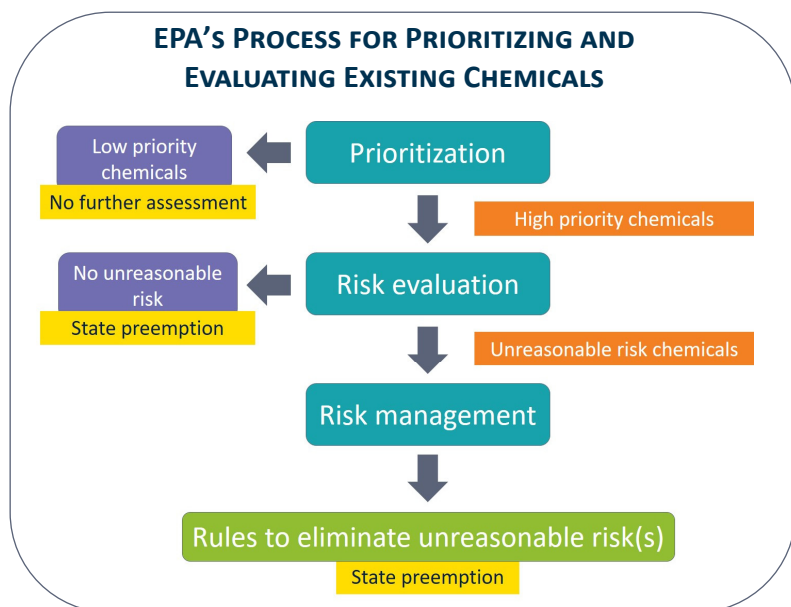 EPA'S PROCESS FOR PRIORITIZING AND
EVALUATING EXISTING CHEMICALS
Low priority
chemicals
No further assessment
Prioritization
High priority chemicals
No unreasonable
risk
State preemption
Risk evaluation
Unreasonable risk chemicals
Risk management
Rules to eliminate unreasonable risk(s)
State preemption